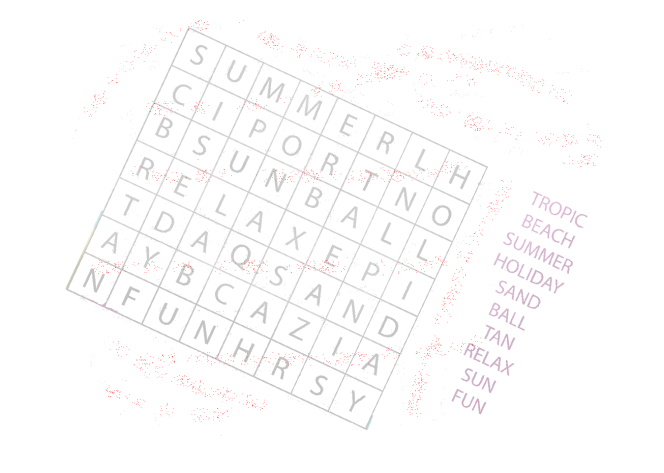 S U M M E R L H
C I P O R T N O
B S U N B A L L
R E L A X E P I
T D A Q S A N D
A Y B C A Z I A
N F U N H R S Y
TROPIC
BEACH
SUMMER
HOLIDAY
SAND
BALL
TAN
RELAX
SUN
FUN